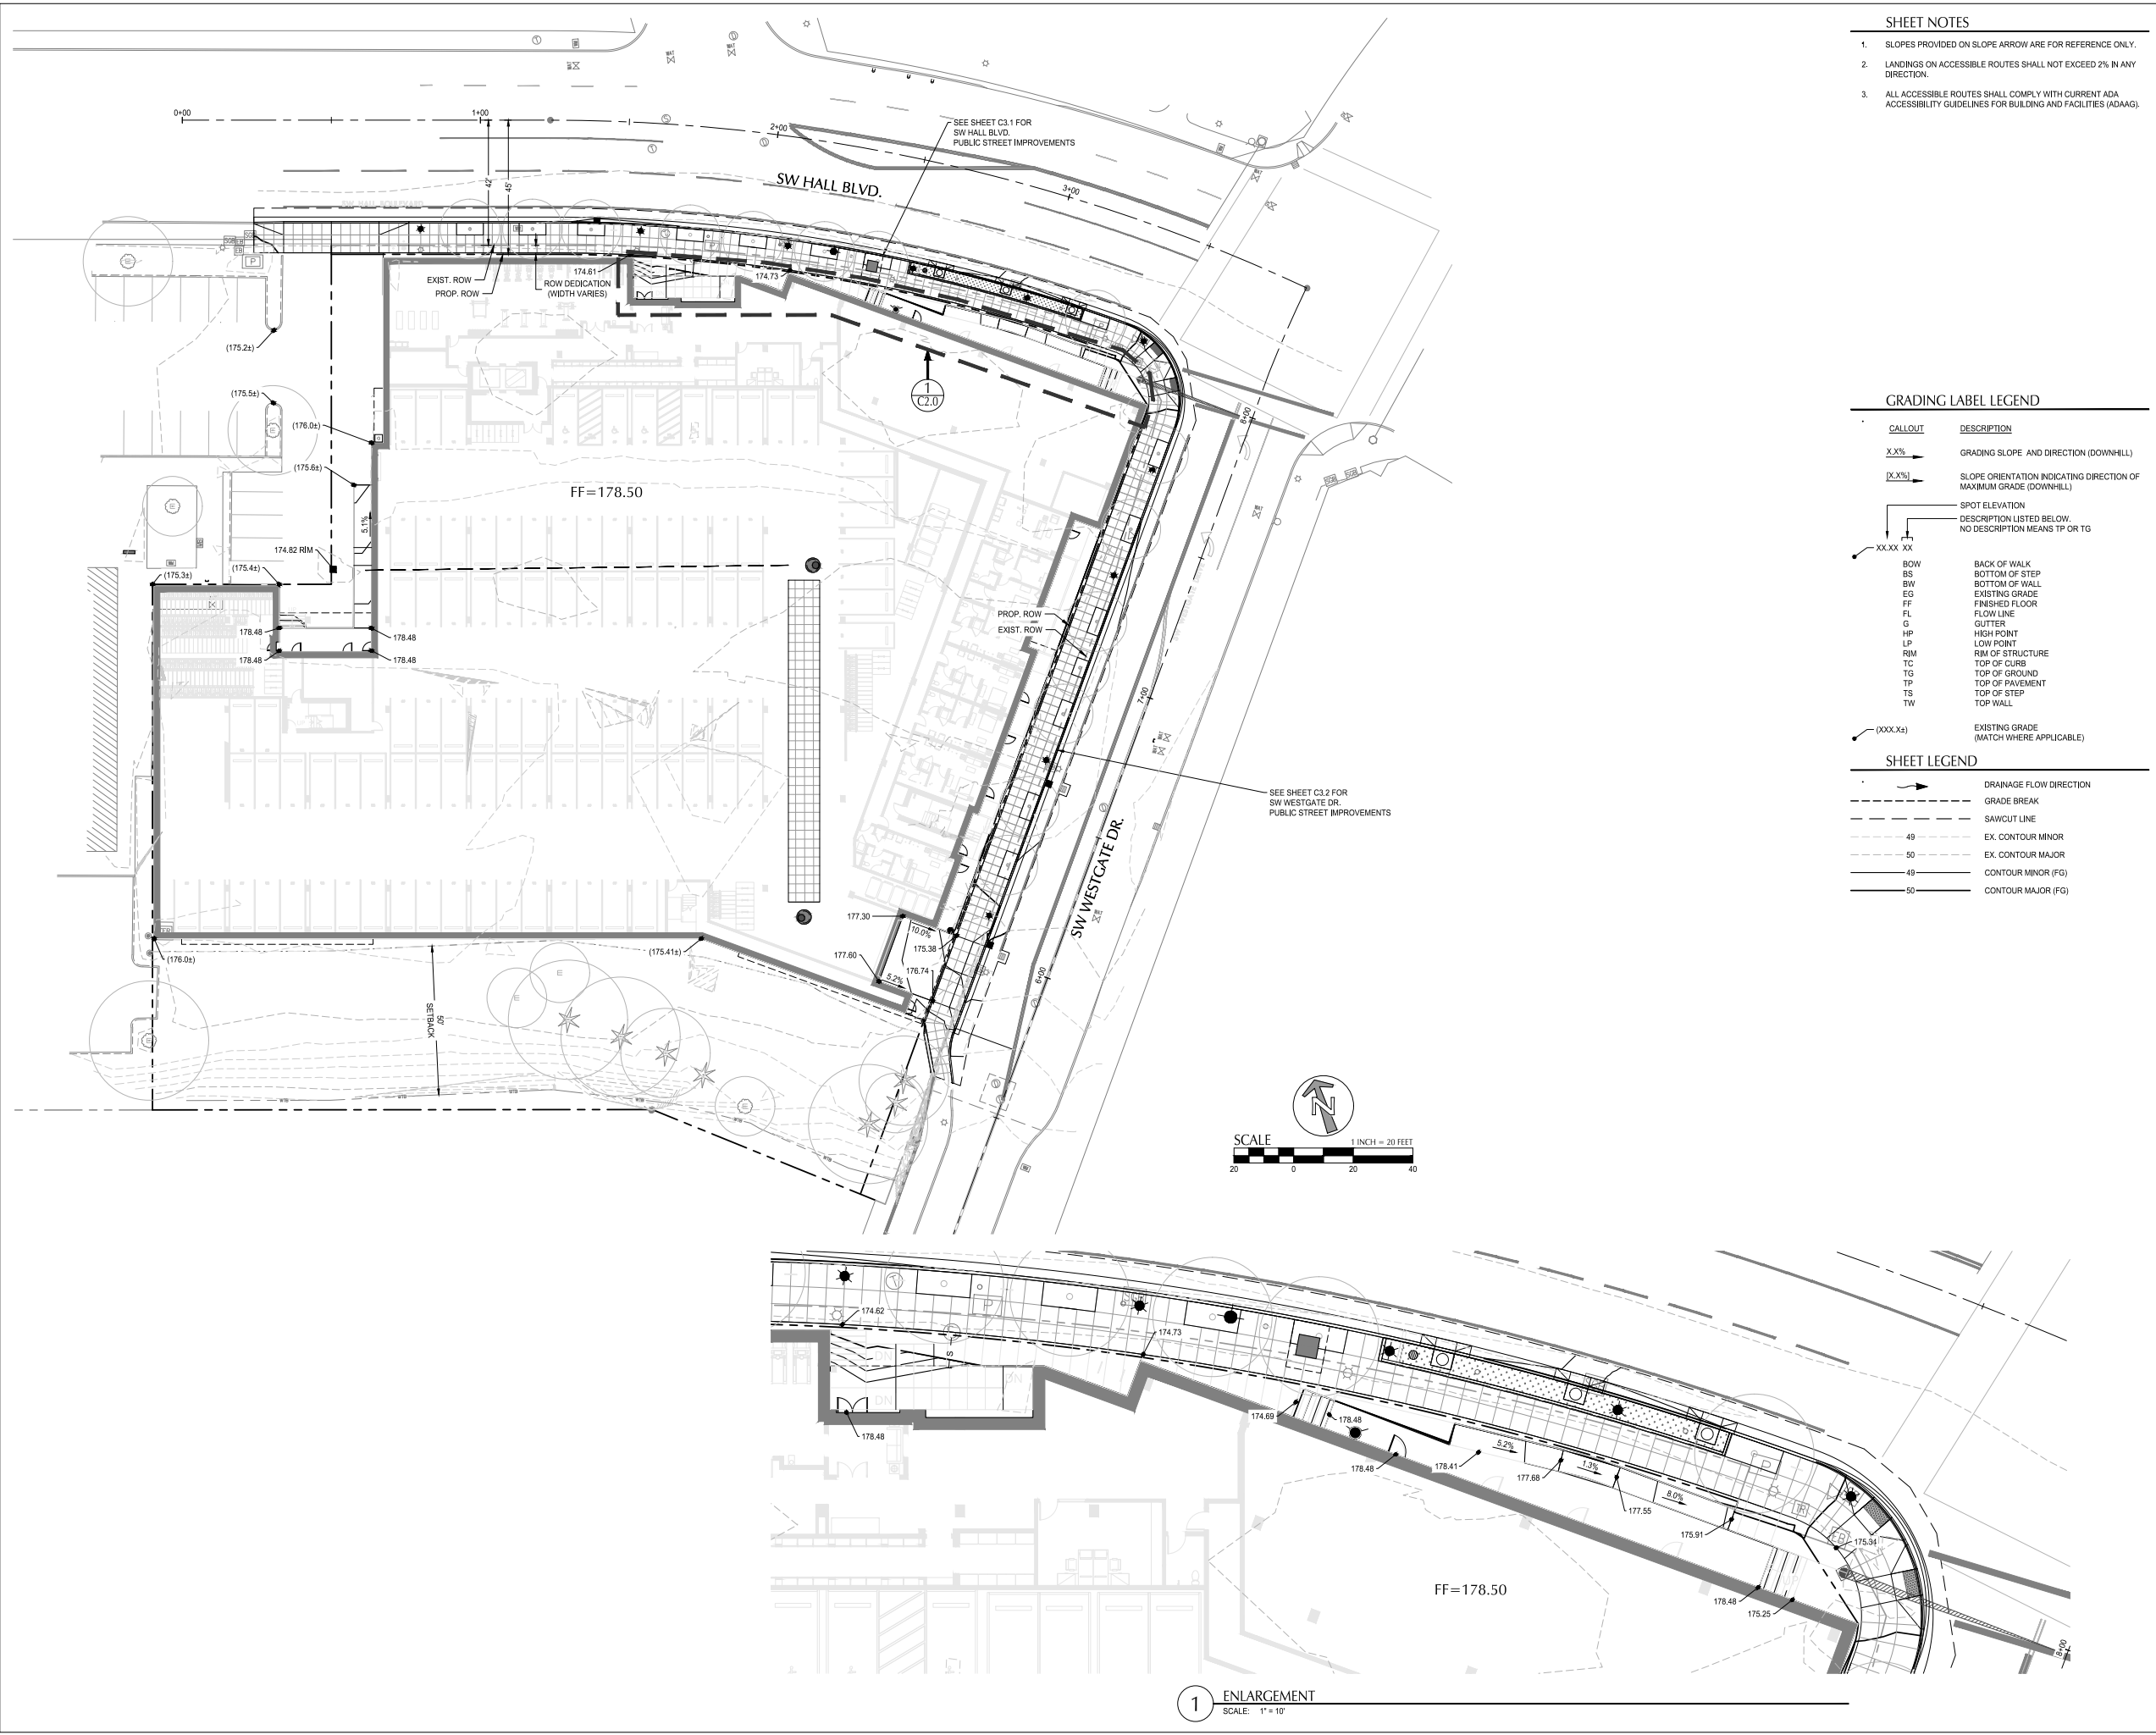 SHEET NOTES
1. SLOPES PROVIDED ON SLOPE ARROW ARE FOR REFERENCE ONLY.
2. LANDINGS ON ACCESSIBLE ROUTES SHALL NOT EXCEED 2% IN ANY
DIRECTION.
3. ALL ACCESSIBLE ROUTES SHALL COMPLY WITH CURRENT ADA
ACCESSIBILITY GUIDELINES FOR BUILDING AND FACILITIES (ADAAG).
0+00
1+00
2+00
3+00
SEE SHEET C3.1 FOR
SW HALL BLVD.
PUBLIC STREET IMPROVEMENTS
42'
45'
SW HALL BLVD.
SW HALL BOULEVARD
EXIST. ROW
PROP. ROW
ROW DEDICATION
(WIDTH VARIES)
174.61
174.73
(175.2±)
(175.5±)
(176.0±)
(175.6±)
5.1%
174.82 RIM
(175.3±)
(175.4±)
178.48
178.48
178.48
178.48
FF=178.50
1
C2.0
8+00
7+00
6+00
PROP. ROW
EXIST. ROW
SEE SHEET C3.2 FOR
SW WESTGATE DR.
PUBLIC STREET IMPROVEMENTS
SW WESTGATE DR.
177.30
10.0%
175.38
177.60
176.74
5.2%
(176.0±)
(175.41±)
50'
SETBACK
GRADING LABEL LEGEND
CALLOUT DESCRIPTION
X.X% GRADING SLOPE AND DIRECTION (DOWNHILL)
[X.X%] SLOPE ORIENTATION INDICATING DIRECTION OF
MAXIMUM GRADE (DOWNHILL)
SPOT ELEVATION
DESCRIPTION LISTED BELOW.
NO DESCRIPTION MEANS TP OR TG
XX.XX XX
BOW BACK OF WALK
BS BOTTOM OF STEP
BW BOTTOM OF WALL
EG EXISTING GRADE
FF FINISHED FLOOR
FL FLOW LINE
G GUTTER
HP HIGH POINT
LP LOW POINT
RIM RIM OF STRUCTURE
TC TOP OF CURB
TG TOP OF GROUND
TP TOP OF PAVEMENT
TS TOP OF STEP
TW TOP WALL
(XXX.X±) EXISTING GRADE
(MATCH WHERE APPLICABLE)
SHEET LEGEND
DRAINAGE FLOW DIRECTION
GRADE BREAK
SAWCUT LINE
49 EX. CONTOUR MINOR
50 EX. CONTOUR MAJOR
49 CONTOUR MINOR (FG)
50 CONTOUR MAJOR (FG)
N
SCALE 1 INCH = 20 FEET
20 0 20 40
174.62
174.73
DN
DN
DN
178.48
174.69
178.48
178.48
178.41
5.2%
177.68
1.3%
177.55
8.0%
175.91
175.34
178.48
175.25
FF=178.50
8+00
1 ENLARGEMENT
SCALE: 1" = 10'